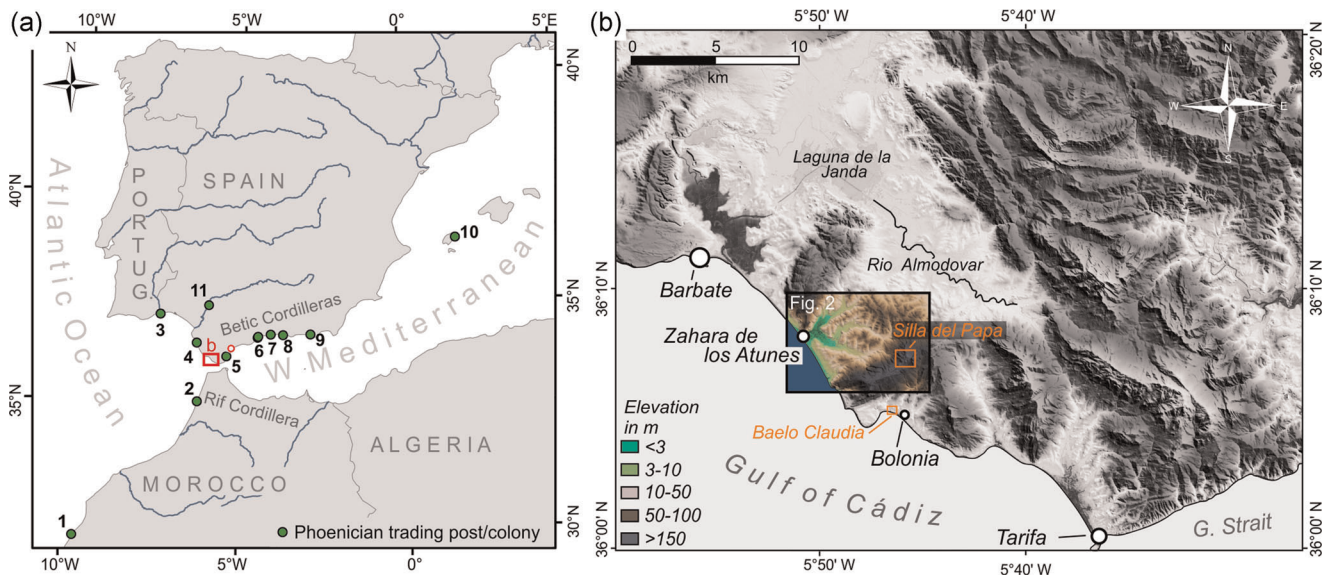 (a)
10°W
5°W
0°
5°E
N
40°N
40°N
Atlantic Ocean
PORTUG
SPAIN
10
11
Betic Cordilleras
35°N
3
b
4
5
6
7
8
9
W. Mediterranean
2
Rif Cordillera
35°N
ALGERIA
MOROCCO
1
30°N
Phoenician trading post/colony
10°W
5°W
0°
(b)
5°50' W
5°40' W
0
5
10
km
36°20' N
N
W
E
S
Laguna de la
Janda
Rio Almodovar
Barbate
36°10' N
36°10' N
Fig. 2
Zahara de
los Atunes
Silla del Papa
Baelo Claudia
Bolonia
Elevation
in m
<3
3-10
10-50
50-100
>150
Gulf of Cádiz
Tarifa
G. Strait
36°00' N
36°00' N
5°50' W
5°40' W